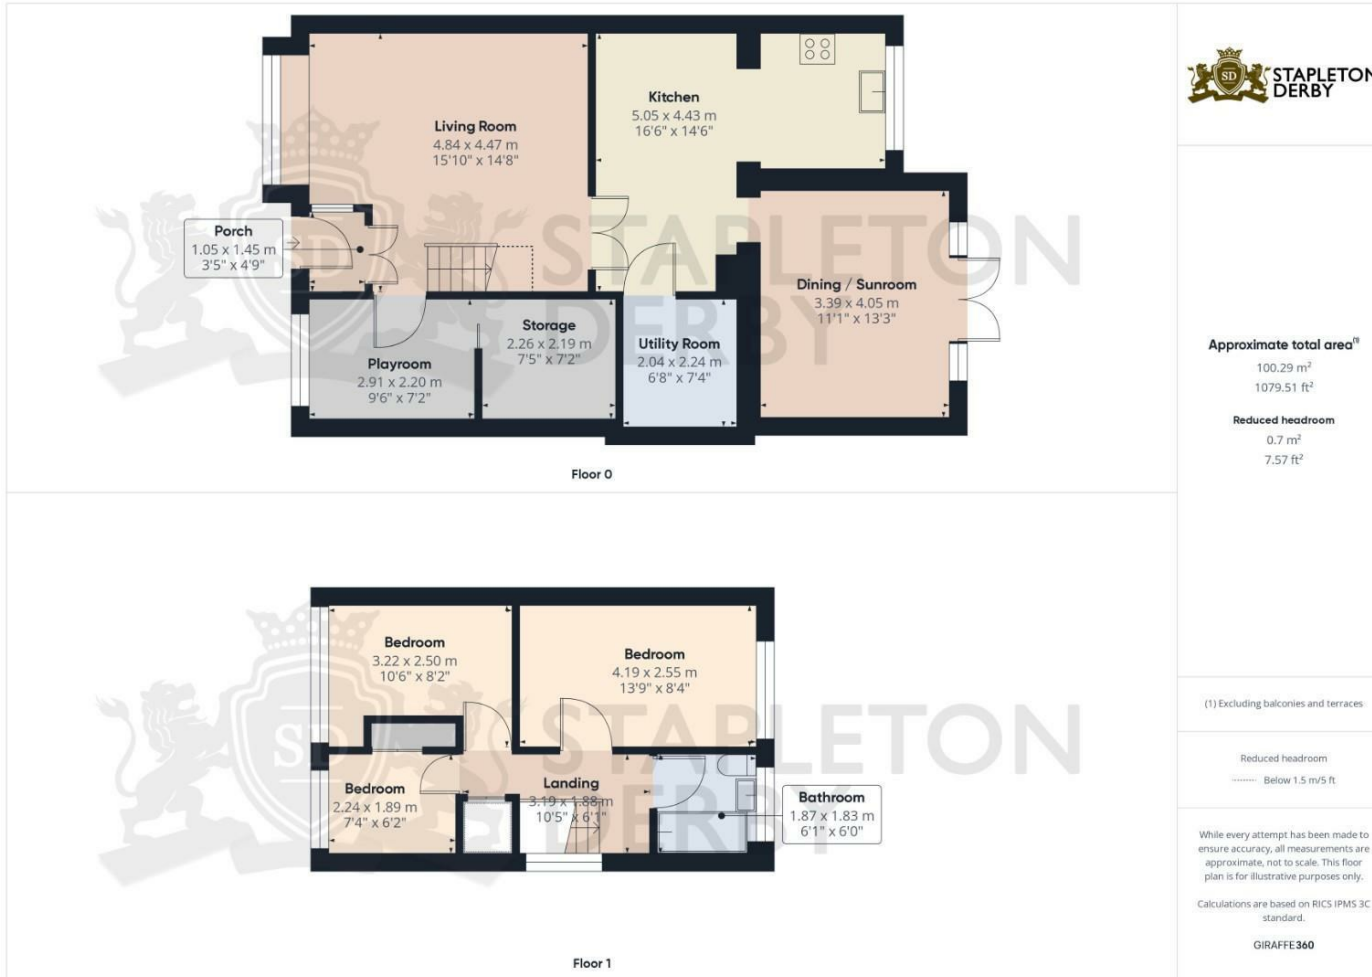 Living Room
4.84 x 4.47 m
15'10" x 14'8"
Kitchen
5.05 x 4.43 m
16'6" x 14'6"
Porch
1.05 x 1.45 m
3'5" x 4'9"
Dining / Sunroom
3.39 x 4.05 m
11'1" x 13'3"
Storage
2.26 x 2.19 m
7'5" x 7'2"
Utility Room
2.04 x 2.24 m
6'8" x 7'4"
Playroom
2.91 x 2.20 m
9'6" x 7'2"
SD
STAPLETON
DERBY
Floor 0
Bedroom
3.22 x 2.50 m
10'6" x 8'2"
Bedroom
4.19 x 2.55 m
13'9" x 8'4"
Bedroom
2.24 x 1.89 m
7'4" x 6'2"
Landing
3.19 x 1.88 m
10'5" x 6'1"
Bathroom
1.87 x 1.83 m
6'1" x 6'0"
SD
STAPLETON
DERBY
Floor 1
SD
STAPLETON
DERBY
Approximate total area(1)
100.29 m²
1079.51 ft²
Reduced headroom
0.7 m²
7.57 ft²
(1) Excluding balconies and terraces
Reduced headroom
Below 1.5 m/5 ft
While every attempt has been made to
ensure accuracy, all measurements are
approximate, not to scale. This floor
plan is for illustrative purposes only.
Calculations are based on RICS IPMS 3C
standard.
GIRAFFE360